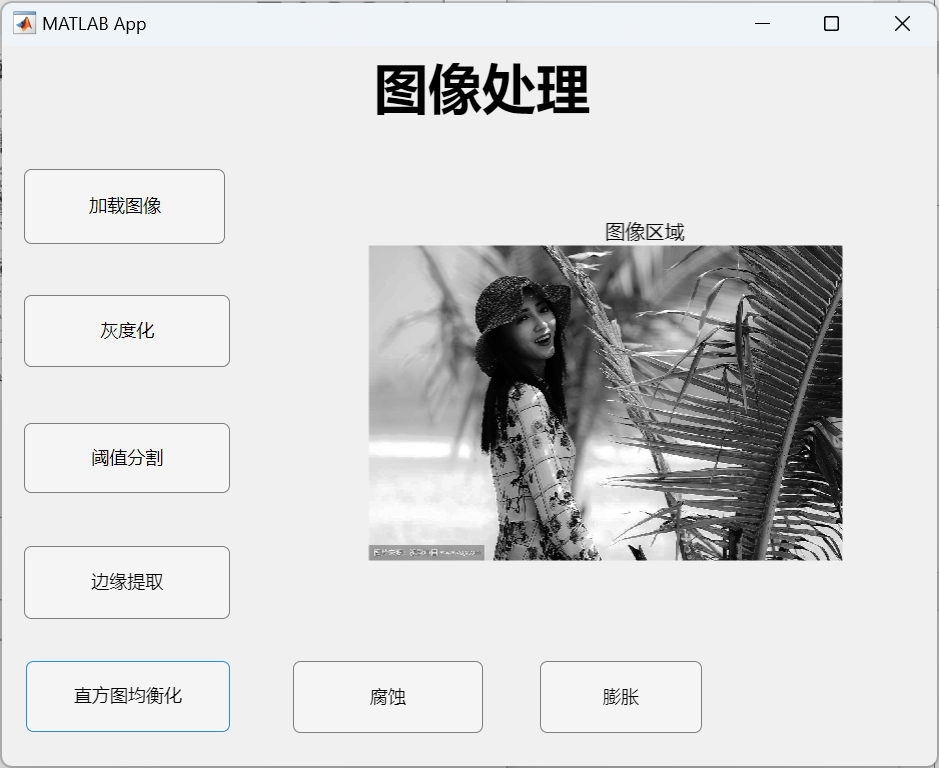 MATLAB App
图像处理
加载图像
图像区域
灰度化
阈值分割
边缘提取
直方图均衡化
腐蚀
膨胀